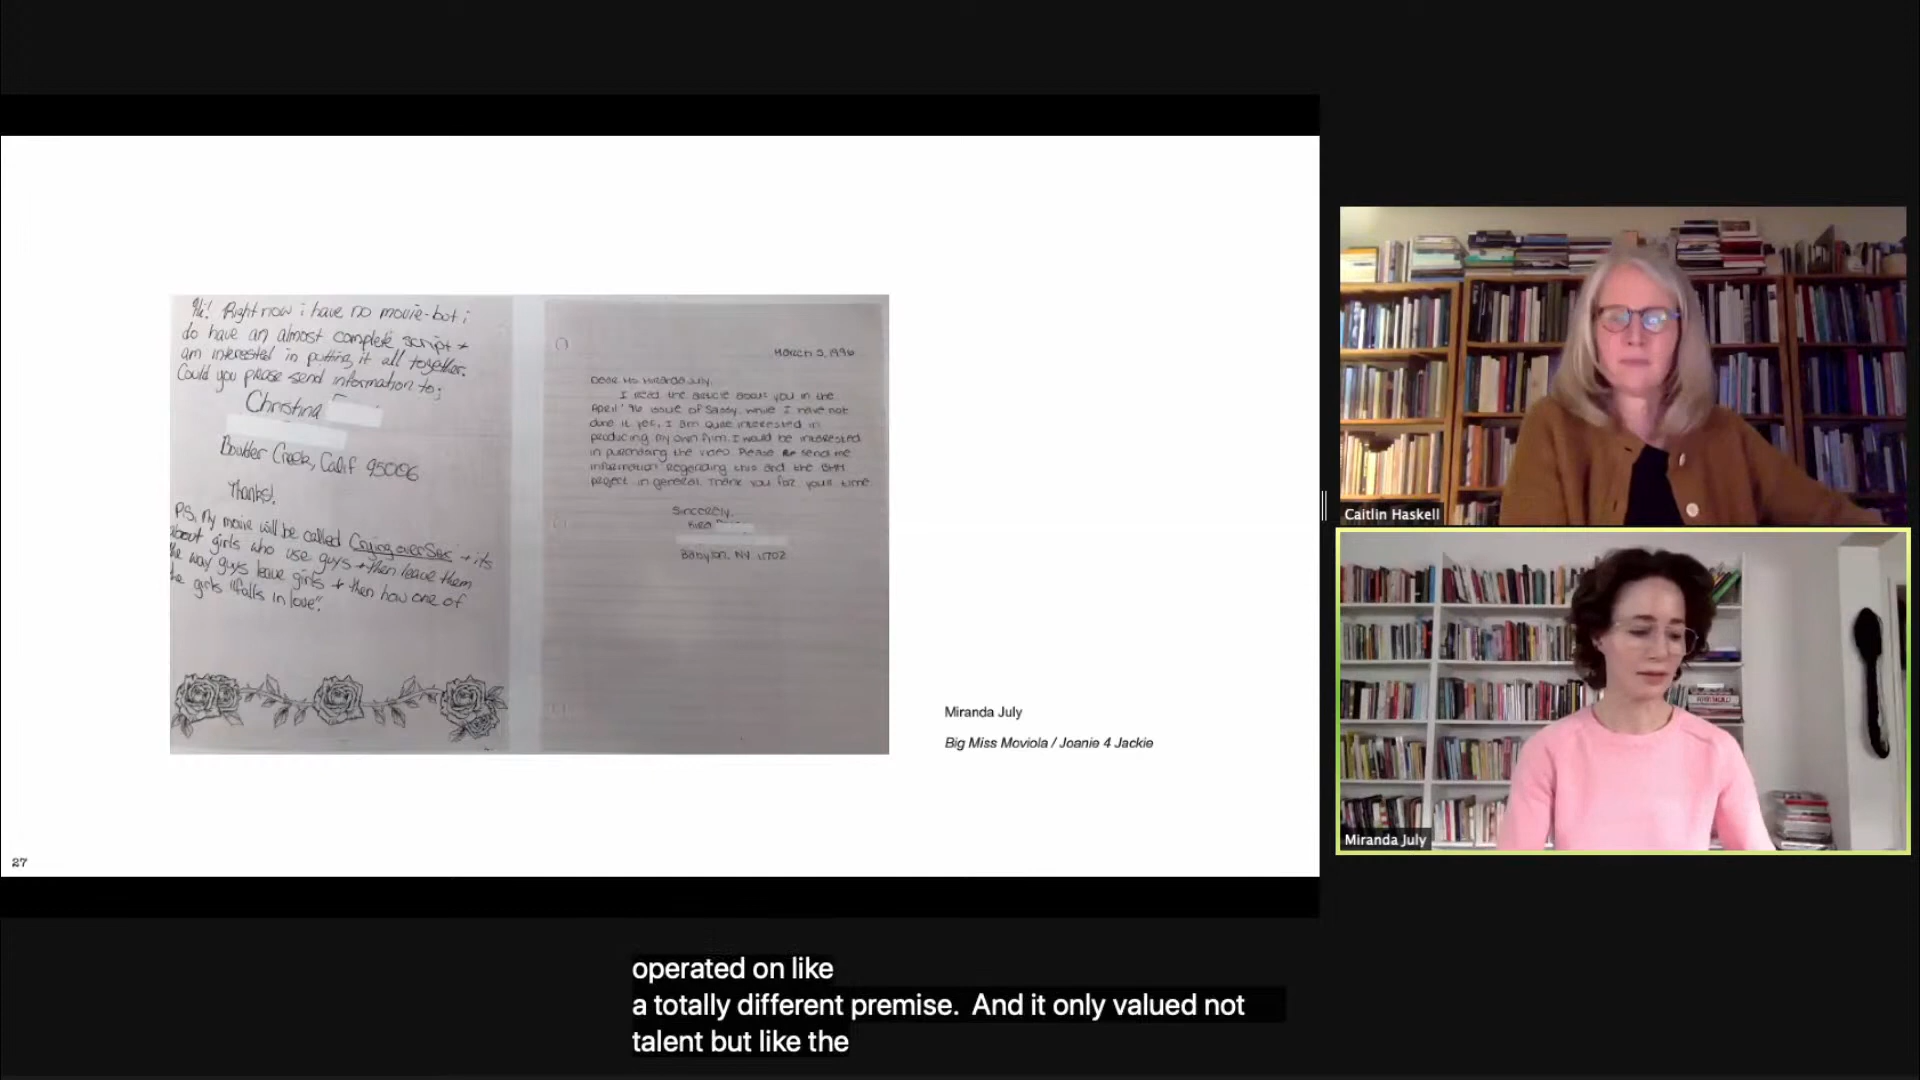 Hi! Right now i have no movie-but i
do have an almost complete script +
am interested in putting it all together.
Could you please send information to;
Christina
Boulder Creek, Calif 95006
Thanks!
P.S. My movie will be called Crying over Sex + its
about girls who use guys + then leave them
the way guys leave girls + then how one of
the girls "falls in love".
March 5, 1996
Dear Ms. Miranda July,
I read the article about you in the
April '96 issue of Sassy. While I have not
done it yet, I am quite interested in
producing my own film. I would be interested
in purchasing the video. Please send me
information regarding this and the BMM
project in general. Thank you for your time
Sincerely,
Kira
Babylon, NY 11702
Miranda July
Big Miss Moviola / Joanie 4 Jackie
27
Caitlin Haskell
Miranda July
operated on like
a totally different premise. And it only valued not
talent but like the